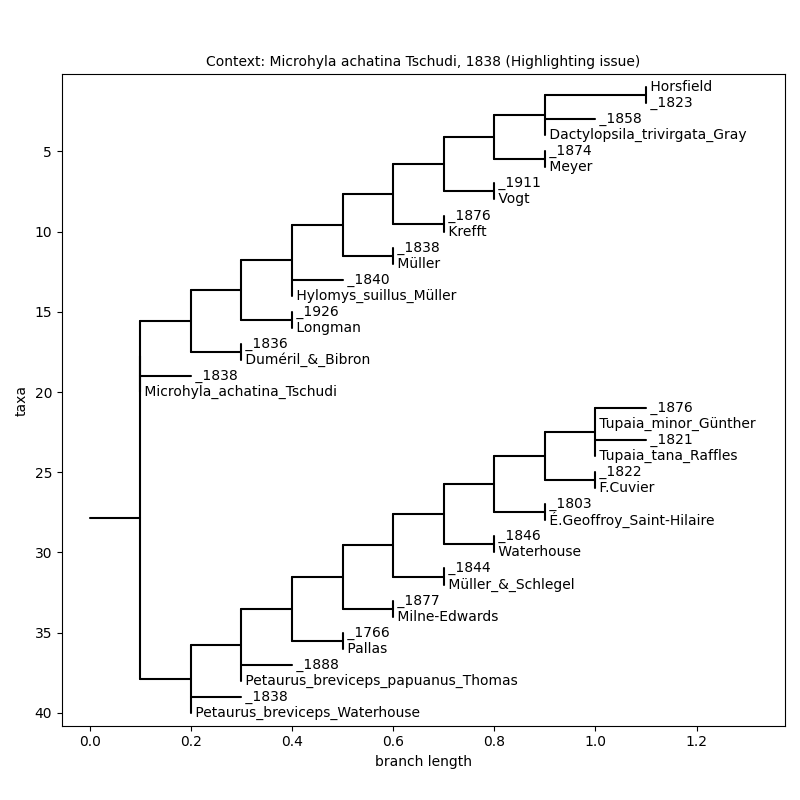 Context: Microhyla achatina Tschudi, 1838 (Highlighting issue)
Horsfield
_1823
_1858
Dactylopsila_trivirgata_Gray
5
_1874
Meyer
_1911
Vogt
10
_1876
Krefft
_1838
Müller
_1840
Hylomys_suillus_Müller
15
_1926
Longman
_1836
Duméril_&_Bibron
_1838
20
Microhyla_achatina_Tschudi
taxa
_1876
Tupaia_minor_Günther
_1821
Tupaia_tana_Raffles
25
_1822
F.Cuvier
_1803
É.Geoffroy_Saint-Hilaire
_1846
30
Waterhouse
_1844
Müller_&_Schlegel
_1877
Milne-Edwards
35
_1766
Pallas
_1888
Petaurus_breviceps_papuanus_Thomas
_1838
40
Petaurus_breviceps_Waterhouse
0.0 0.2 0.4 0.6 0.8 1.0 1.2
branch length